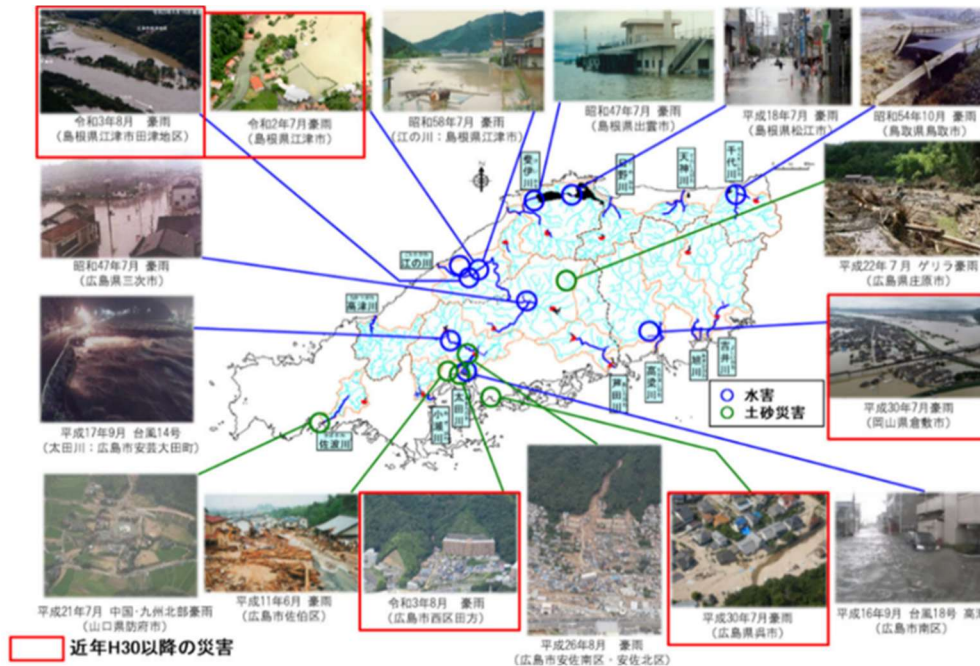 令和3年8月 豪雨
(島根県江津市田津地区)
令和2年7月豪雨
(島根県江津市)
昭和58年7月 豪雨
(江の川：島根県江津市)
昭和47年7月 豪雨
(島根県出雲市)
平成18年7月 豪雨
(島根県松江市)
昭和54年10月 豪雨
(鳥取県鳥取市)
昭和47年7月 豪雨
(広島県三次市)
平成22年7月 ゲリラ豪雨
(広島県庄原市)
平成17年9月 台風14号
(太田川：広島市安芸太田町)
平成30年7月豪雨
(岡山県倉敷市)
斐伊川
日野川
天神川
千代川
江の川
高津川
佐波川
小瀬川
太田川
芦田川
高梁川
旭川
吉井川
水害
土砂災害
平成21年7月 中国・九州北部豪雨
(山口県防府市)
平成11年6月 豪雨
(広島市佐伯区)
令和3年8月 豪雨
(広島市西区田方)
平成26年8月 豪雨
(広島市安佐南区・安佐北区)
平成30年7月豪雨
(広島県呉市)
平成16年9月 台風18号 高
(広島市南区)
近年H30以降の災害